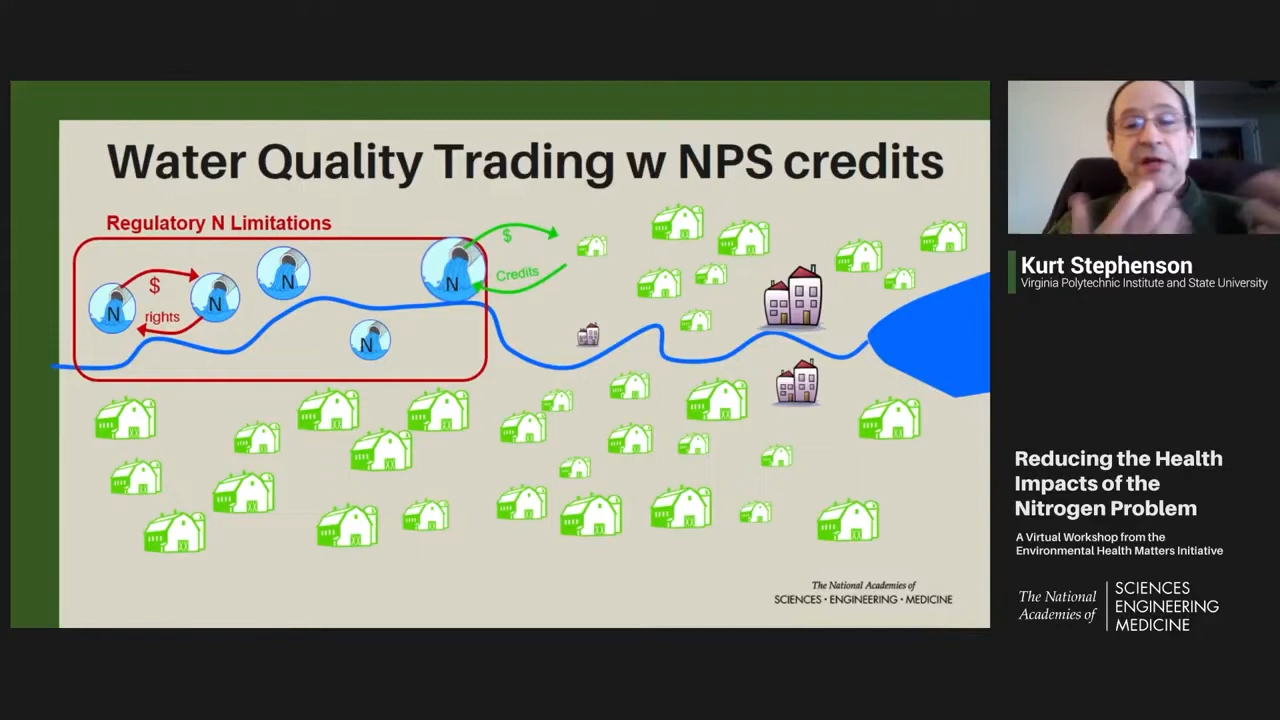 Water Quality Trading w NPS credits
Regulatory N Limitations
N
$
rights
N
N
N
N
$
Credits
The National Academies of
SCIENCES • ENGINEERING • MEDICINE
Kurt Stephenson
Virginia Polytechnic Institute and State University
Reducing the Health
Impacts of the
Nitrogen Problem
A Virtual Workshop from the
Environmental Health Matters Initiative
The National
Academies of
SCIENCES
ENGINEERING
MEDICINE